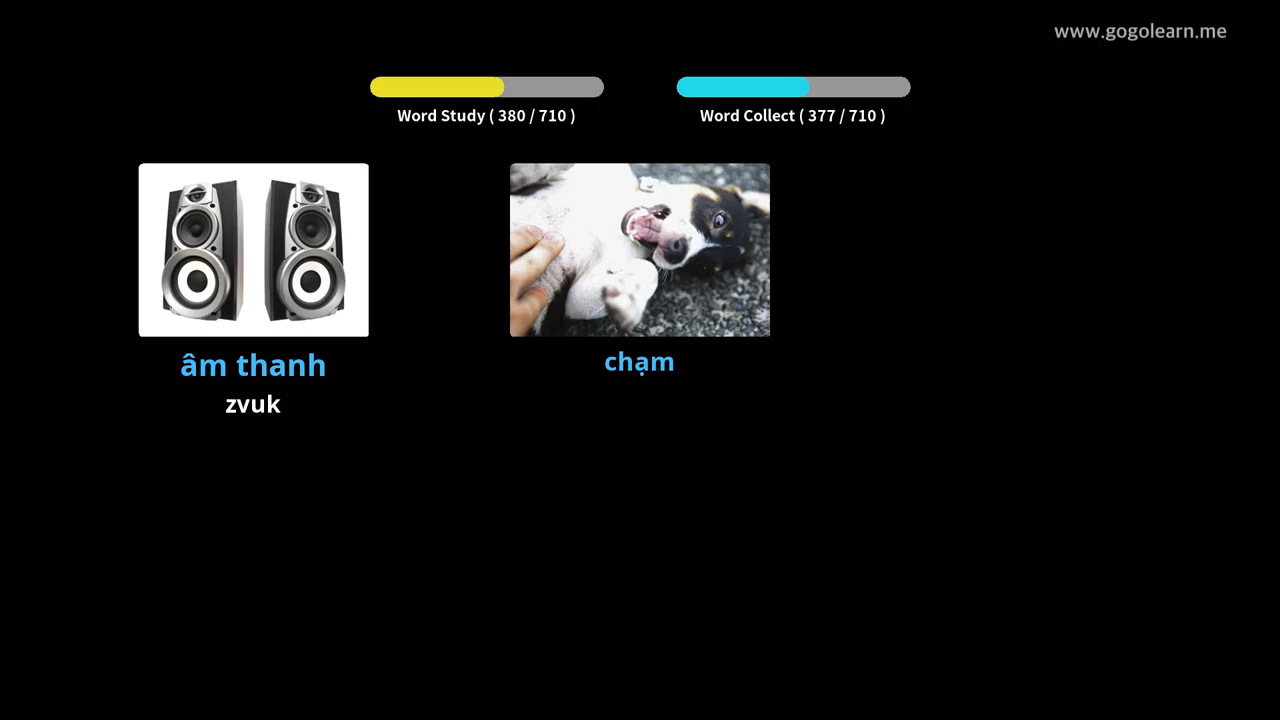 www.gogolearn.me
Word Study ( 380 / 710 )
Word Collect ( 377 / 710 )
âm thanh
zvuk
chạm